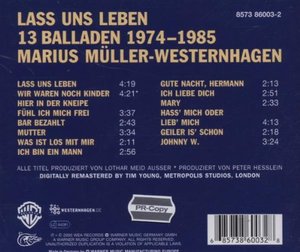 LASS UNS LEBEN
8573 86003-2
13 BALLADEN 1974–1985
MARIUS MÜLLER-WESTERNHAGEN
LASS UNS LEBEN 4:19
WIR WAREN NOCH KINDER 4:21*
HIER IN DER KNEIPE
FÜHL ICH MICH FREI 3:22
BAR BEZAHLT 2:43
MUTTER 3:34
WAS IST LOS MIT MIR 2:01
ICH BIN EIN MANN 2:56
GUTE NACHT, HERMANN 2:13
ICH LIEBE DICH 2:51
MARY 2:33
HASS' MICH ODER
LIEB' MICH 2:13
GEILER IS' SCHON 2:18
JOHNNY W. 3:24
ALLE TITEL PRODUZIERT VON LOTHAR MEID AUSSER * PRODUZIERT VON PETER HESSLEIN
DIGITALLY REMASTERED BY TIM YOUNG, METROPOLIS STUDIOS, LONDON
WESTERNHAGEN.DE
PR.Copy